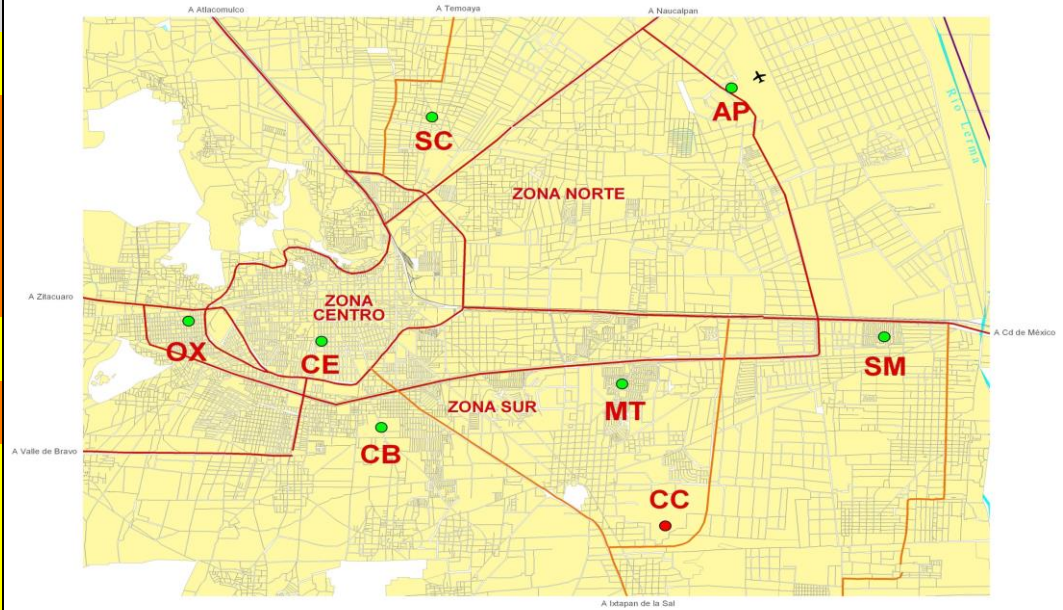 A Atlacomulco
A Temoaya
A Naucalpan
AP
SC
Río Lerma
ZONA NORTE
A Zitacuaro
ZONA
CENTRO
A Cd de México
OX
CE
SM
MT
ZONA SUR
CB
A Valle de Bravo
CC
A Ixtapan de la Sal